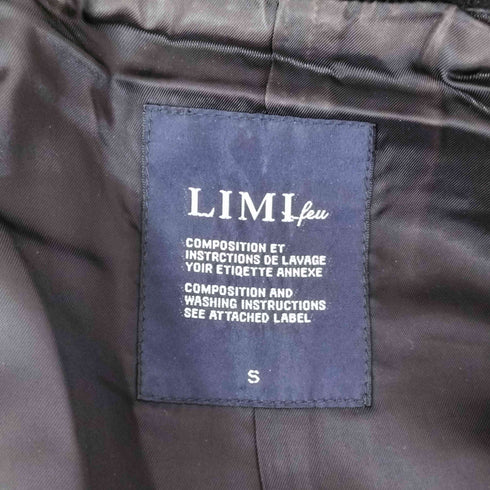 LIMI feu
COMPOSITION ET
INSTRCTIONS DE LAVAGE
YOIR ETIQETTE ANNEXE
COMPOSITION AND
WASHING INSTRUCTIONS
SEE ATTACHED LABEL
S